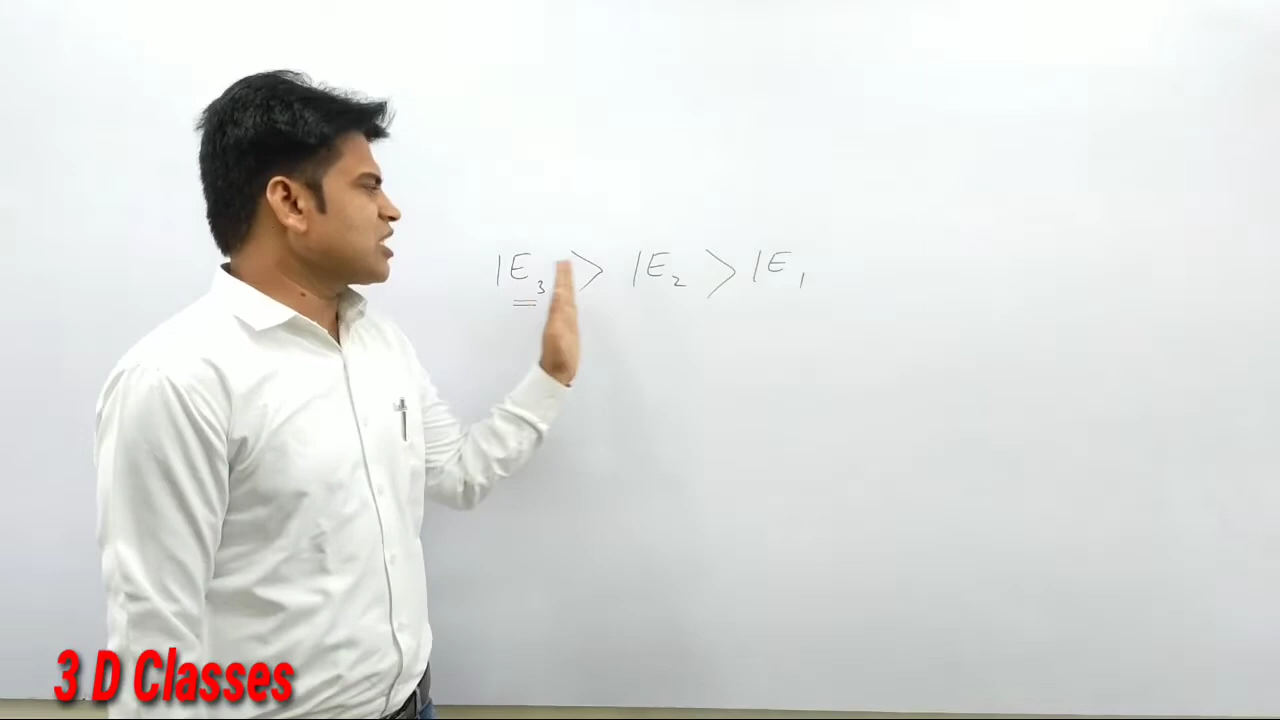 IE₃ > IE₂ > IE₁
3 D Classes